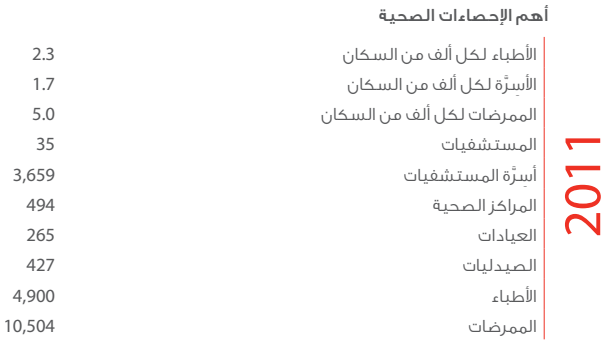 أهم الإحصاءات الصحية
2011
الأطباء لكل ألف من السكان 2.3
الأسِرَّة لكل ألف من السكان 1.7
الممرضات لكل ألف من السكان 5.0
المستشفيات 35
أسِرَّة المستشفيات 3,659
المراكز الصحية 494
العيادات 265
الصيدليات 427
الأطباء 4,900
الممرضات 10,504